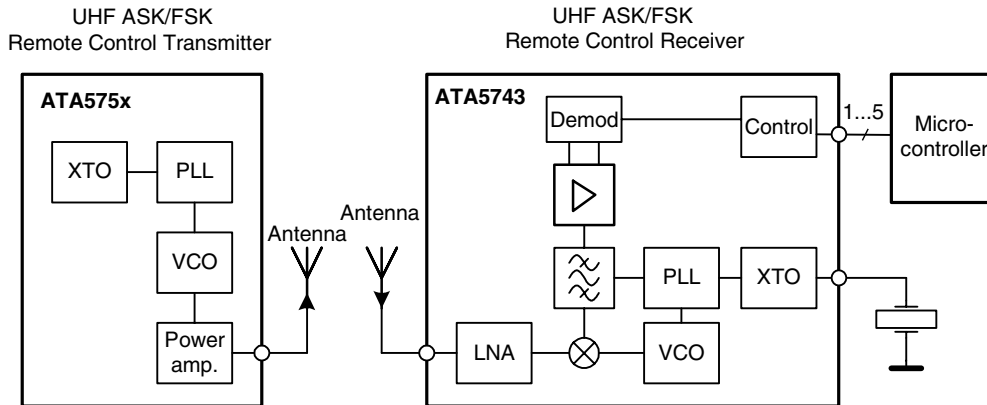 UHF ASK/FSK
Remote Control Transmitter
UHF ASK/FSK
Remote Control Receiver
ATA575x
XTO
PLL
VCO
Power
amp.
Antenna
Antenna
ATA5743
Demod
Control
1...5
Micro-
controller
PLL
XTO
LNA
VCO